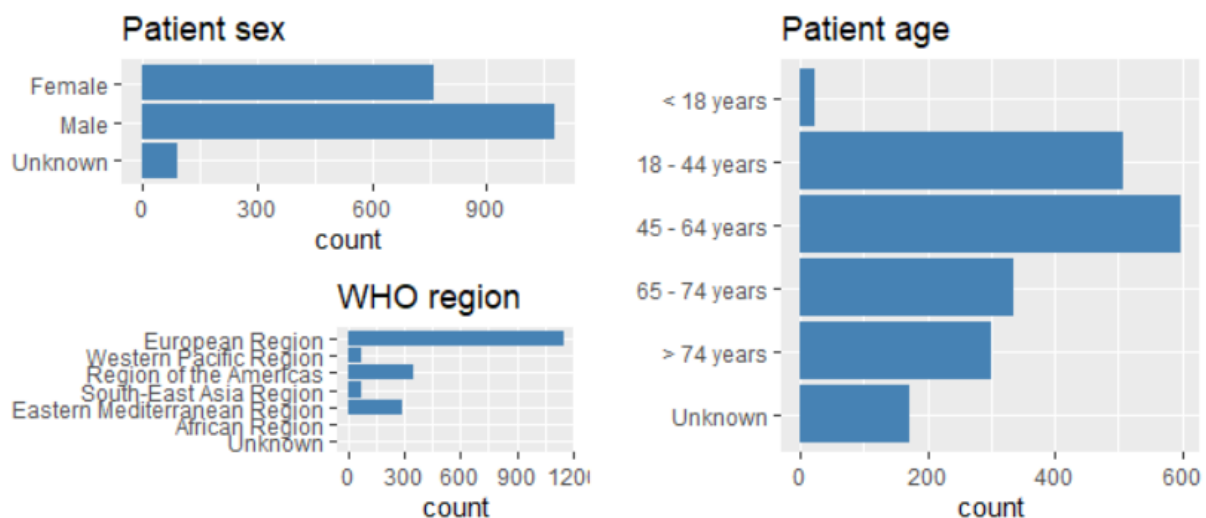 Patient sex
Female
Male
Unknown
0 300 600 900
count
WHO region
European Region
Western Pacific Region
Region of the Americas
South-East Asia Region
Eastern Mediterranean Region
African Region
Unknown
0 300 600 900 120
count
Patient age
< 18 years
18 - 44 years
45 - 64 years
65 - 74 years
> 74 years
Unknown
0 200 400 600
count